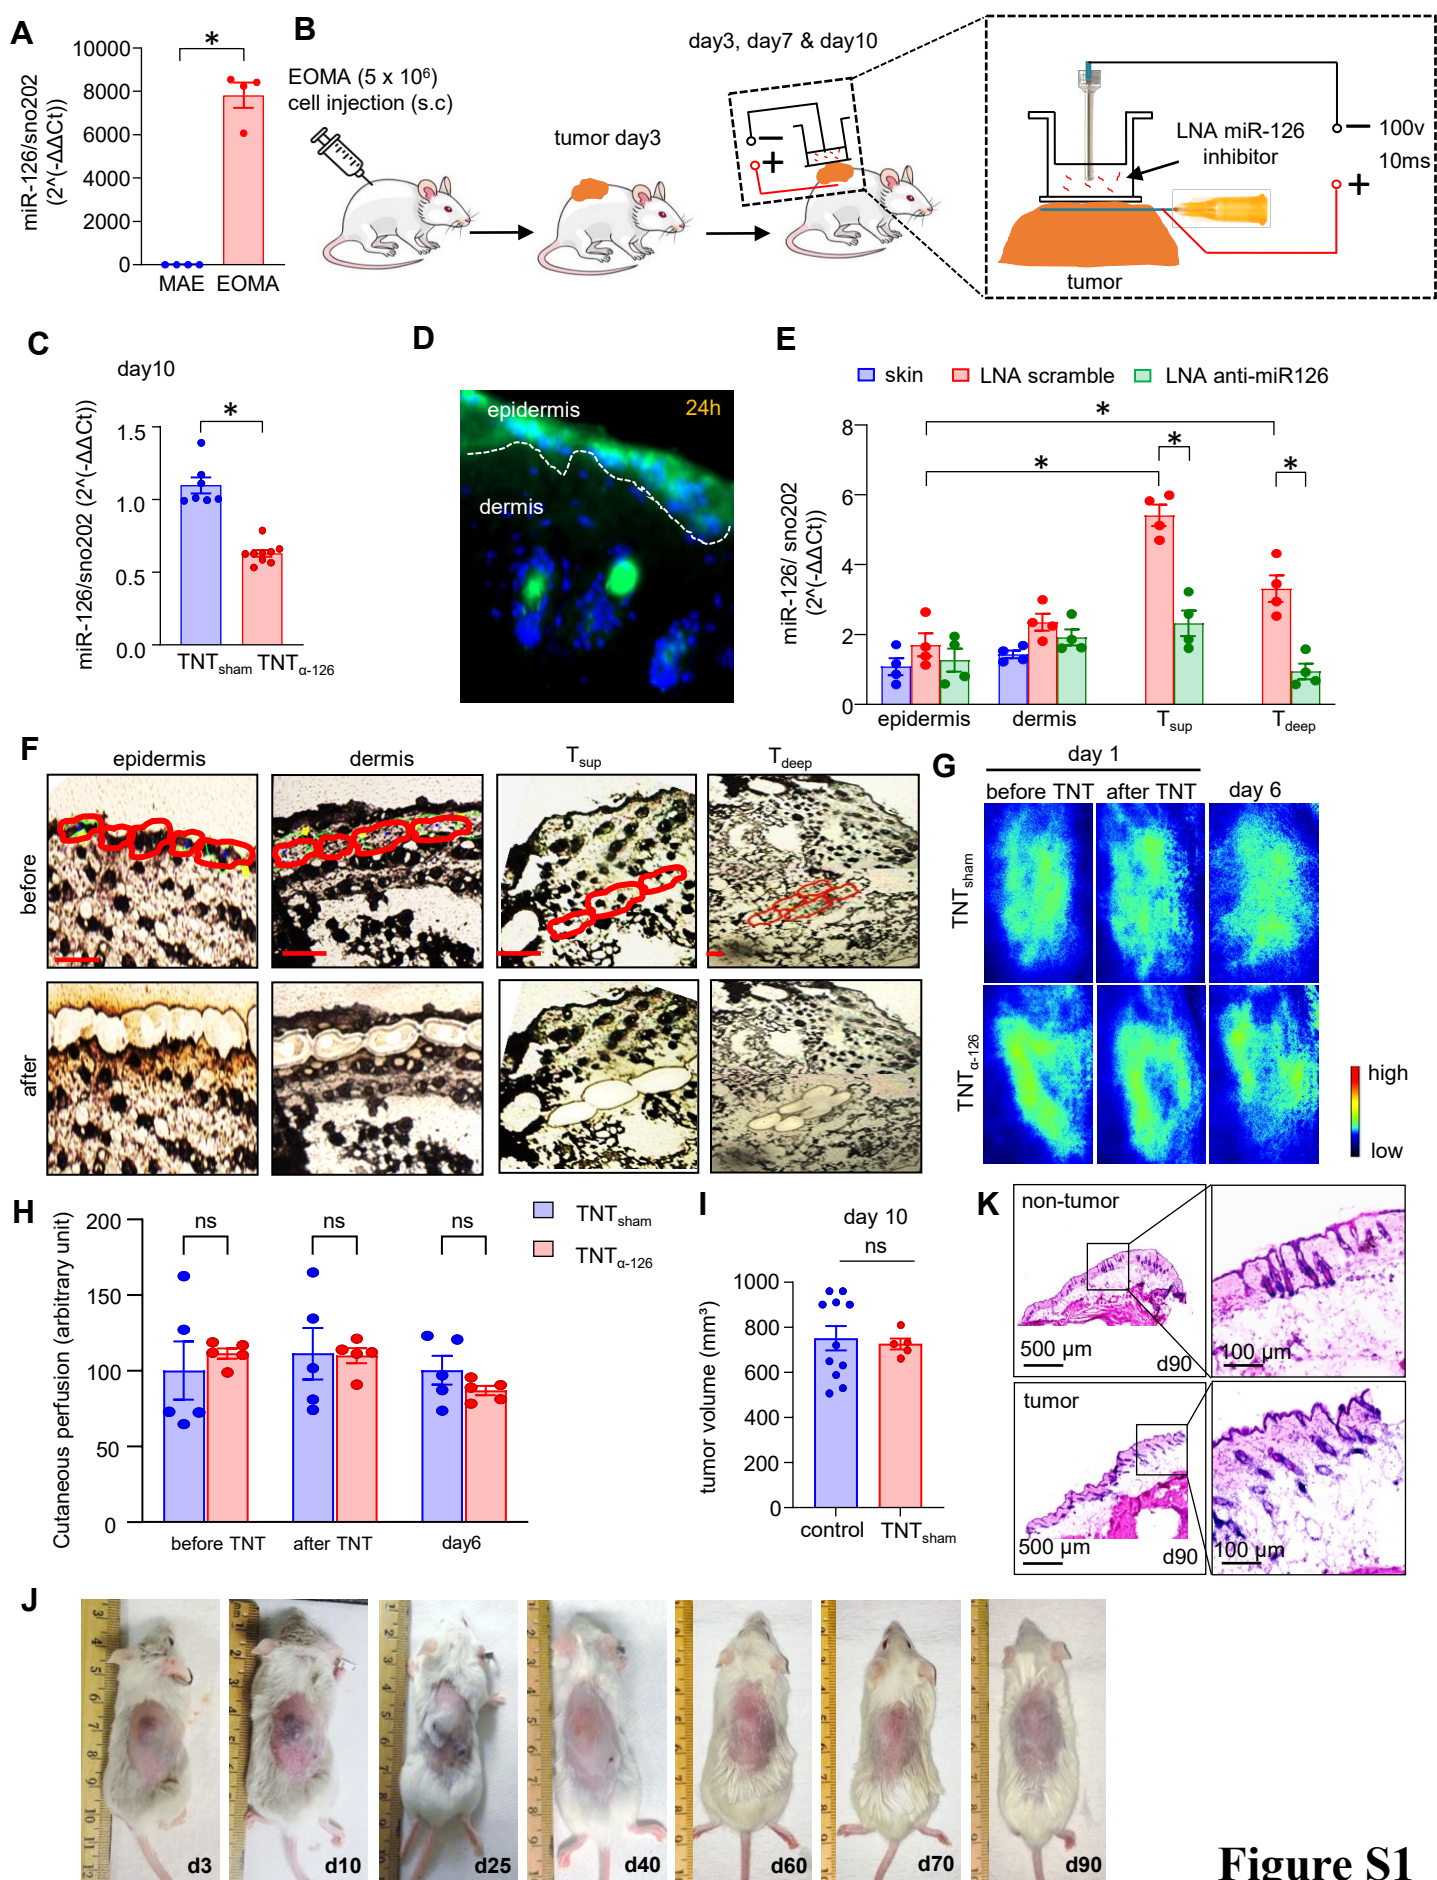 A
miR-126/sno202
(2^(-ΔΔCt))
10000
8000
6000
4000
2000
0
*
MAE EOMA
B
EOMA (5 x 10⁶)
cell injection (s.c)
tumor day3
day3, day7 & day10
−
+
LNA miR-126
inhibitor
− 100v
10ms
+
tumor
C
day10
miR-126/sno202 (2^(-ΔΔCt))
1.5
1.0
0.5
0.0
*
TNTsham TNTα-126
D
epidermis
24h
dermis
E
skin LNA scramble LNA anti-miR126
miR-126/ sno202
(2^(-ΔΔCt))
8
6
4
2
0
*
*
*
*
epidermis dermis Tsup Tdeep
F
epidermis dermis Tsup Tdeep
before
after
G
day 1
before TNT after TNT day 6
TNTsham
TNTα-126
high
low
H
Cutaneous perfusion (arbitrary unit)
200
150
100
50
0
ns ns ns
TNTsham
TNTα-126
before TNT after TNT day6
I
day 10
ns
tumor volume (mm³)
1000
800
600
400
200
0
control TNTsham
K
non-tumor
500 µm
d90
100 µm
tumor
500 µm
d90
100 µm
J
d3 d10 d25 d40 d60 d70 d90
Figure S1